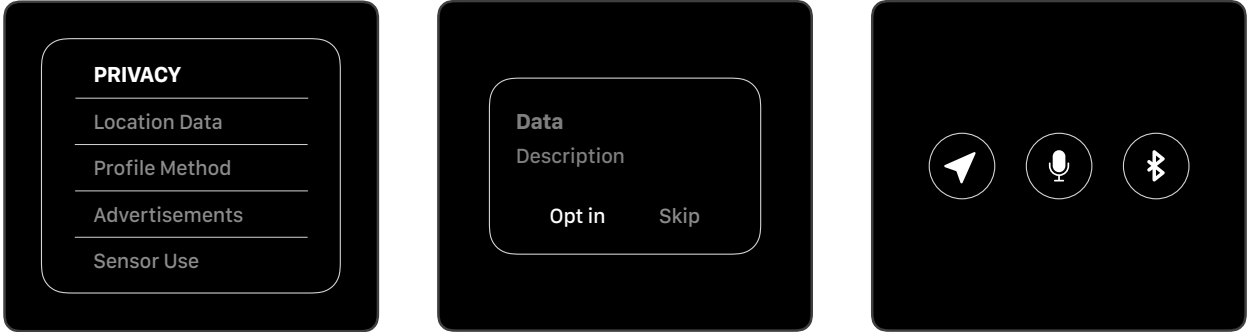 PRIVACY
Location Data
Profile Method
Advertisements
Sensor Use
Data
Description
Opt in Skip